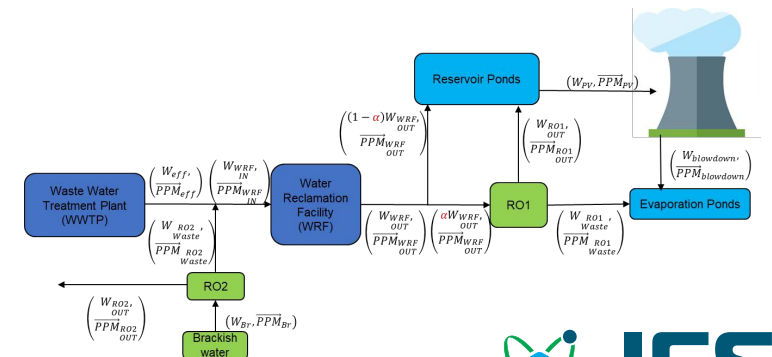 Reservoir Ponds
(W_PV, PPM_PV)
((1 − α)W_WRF,OUT, PPM_WRF OUT)
(W_RO1,OUT, PPM_RO1 OUT)
(W_blowdown, PPM_blowdown)
Waste Water
Treatment Plant
(WWTP)
(W_eff, PPM_eff)
(W_WRF,IN PPM_WRF IN)
Water
Reclamation
Facility
(WRF)
(W_WRF,OUT PPM_WRF OUT)
(αW_WRF,OUT PPM_WRF OUT)
RO1
(W_RO1 Waste, PPM_RO1 Waste)
Evaporation Ponds
(W_RO2 Waste, PPM_RO2 Waste)
RO2
(W_RO2,OUT PPM_RO2 OUT)
(W_Br, PPM_Br)
Brackish
water